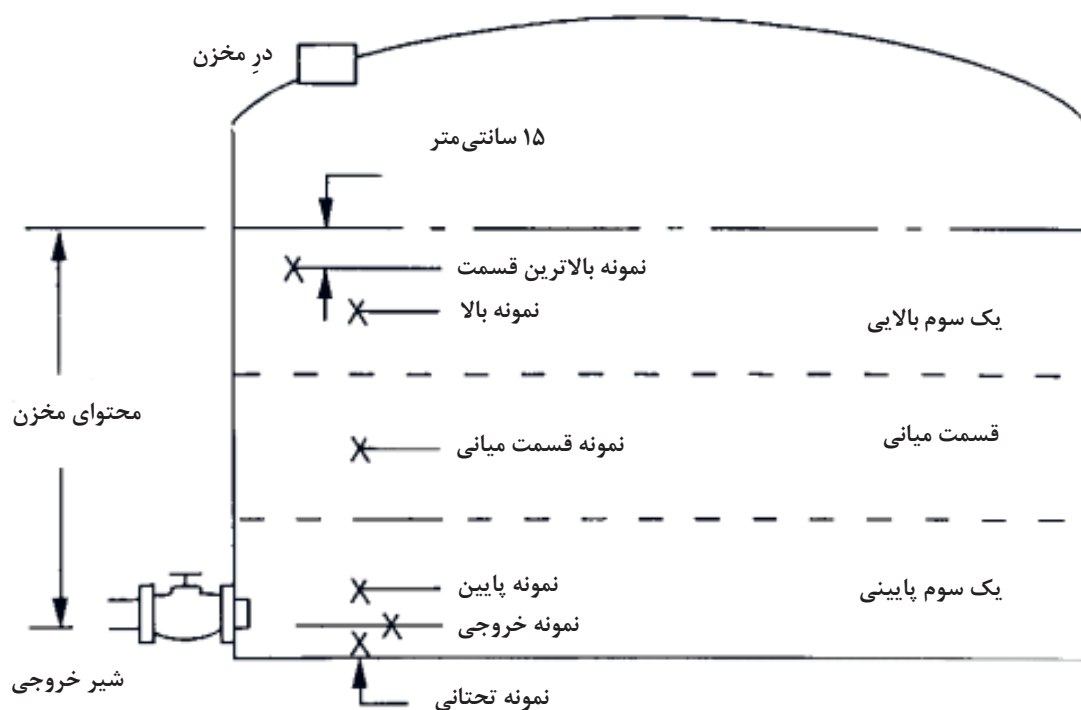 درِ مخزن
۱۵ سانتی‌متر
نمونه بالاترین قسمت
نمونه بالا
یک سوم بالایی
محتوای مخزن
قسمت میانی
نمونه قسمت میانی
نمونه پایین
یک سوم پایینی
نمونه خروجی
شیر خروجی
نمونه تحتانی